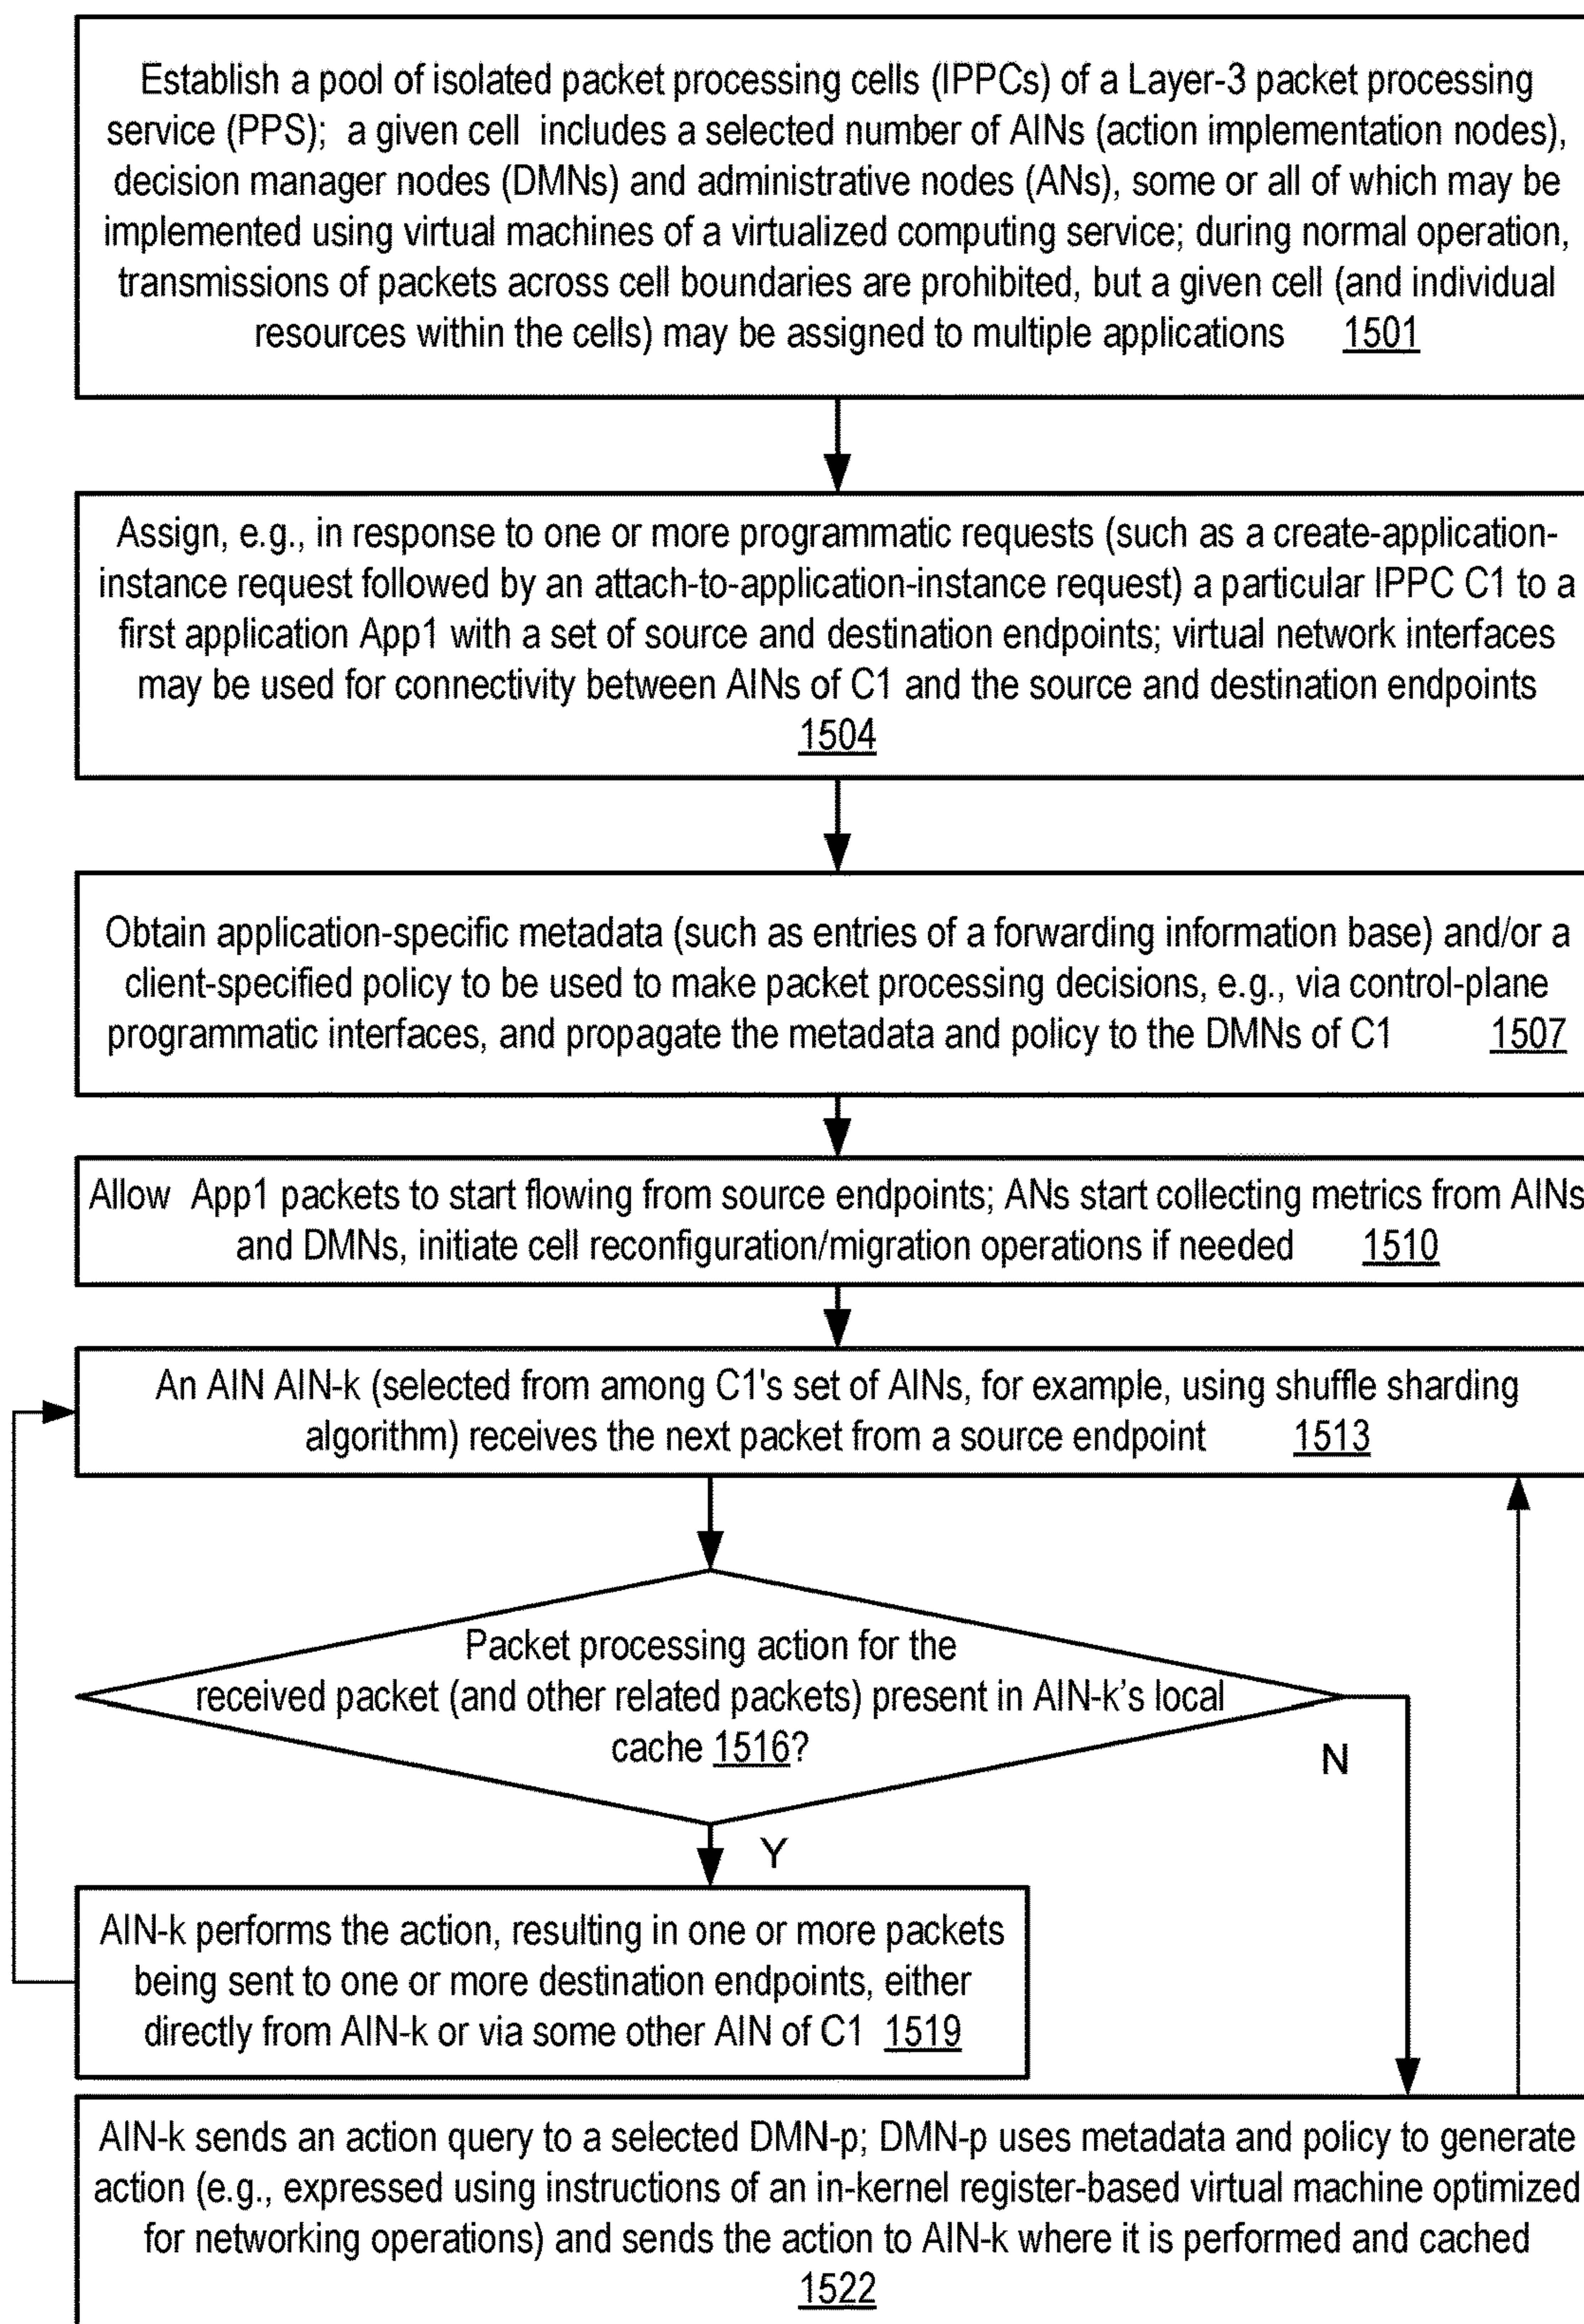 Establish a pool of isolated packet processing cells (IPPCs) of a Layer-3 packet processing
service (PPS); a given cell includes a selected number of AINs (action implementation nodes),
decision manager nodes (DMNs) and administrative nodes (ANs), some or all of which may be
implemented using virtual machines of a virtualized computing service; during normal operation,
transmissions of packets across cell boundaries are prohibited, but a given cell (and individual
resources within the cells) may be assigned to multiple applications 1501
Assign, e.g., in response to one or more programmatic requests (such as a create-application-
instance request followed by an attach-to-application-instance request) a particular IPPC C1 to a
first application App1 with a set of source and destination endpoints; virtual network interfaces
may be used for connectivity between AINs of C1 and the source and destination endpoints
1504
Obtain application-specific metadata (such as entries of a forwarding information base) and/or a
client-specified policy to be used to make packet processing decisions, e.g., via control-plane
programmatic interfaces, and propagate the metadata and policy to the DMNs of C1 1507
Allow App1 packets to start flowing from source endpoints; ANs start collecting metrics from AINs
and DMNs, initiate cell reconfiguration/migration operations if needed 1510
An AIN AIN-k (selected from among C1's set of AINs, for example, using shuffle sharding
algorithm) receives the next packet from a source endpoint 1513
Packet processing action for the
received packet (and other related packets) present in AIN-k's local
cache 1516?
N
Y
AIN-k performs the action, resulting in one or more packets
being sent to one or more destination endpoints, either
directly from AIN-k or via some other AIN of C1 1519
AIN-k sends an action query to a selected DMN-p; DMN-p uses metadata and policy to generate
action (e.g., expressed using instructions of an in-kernel register-based virtual machine optimized
for networking operations) and sends the action to AIN-k where it is performed and cached
1522